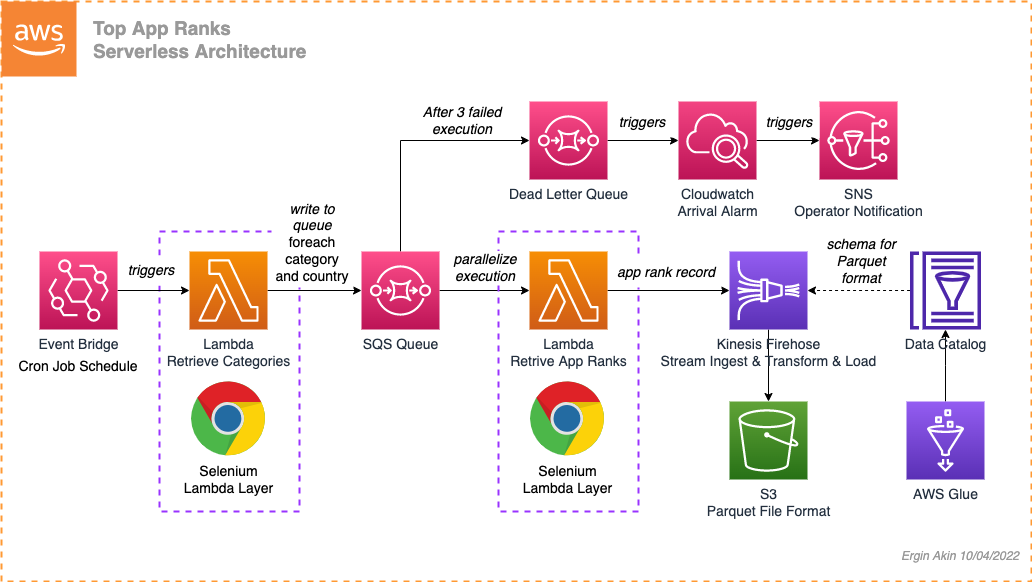 aws
Top App Ranks
Serverless Architecture
After 3 failed
execution
triggers
triggers
Dead Letter Queue
Cloudwatch
Arrival Alarm
SNS
Operator Notification
write to
queue
foreach
category
and country
triggers
parallelize
execution
app rank record
schema for
Parquet
format
Event Bridge
Cron Job Schedule
Lambda
Retrieve Categories
SQS Queue
Lambda
Retrive App Ranks
Kinesis Firehose
Stream Ingest & Transform & Load
Data Catalog
Selenium
Lambda Layer
Selenium
Lambda Layer
S3
Parquet File Format
AWS Glue
Ergin Akin 10/04/2022